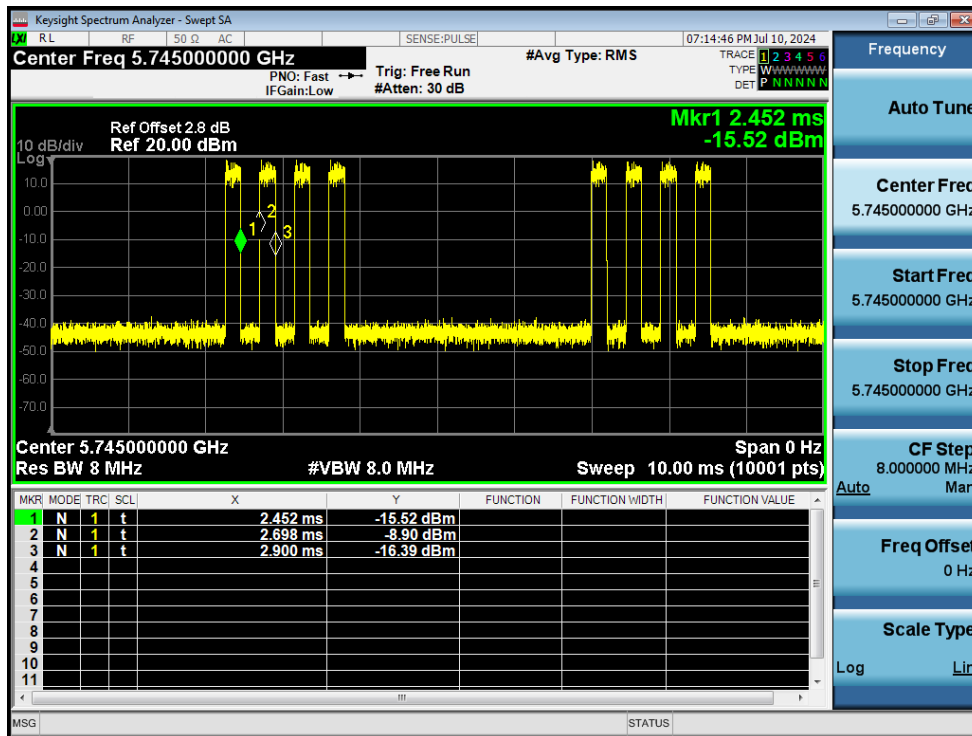 Keysight Spectrum Analyzer - Swept SA
LXI RL RF 50 Ω AC SENSE:PULSE 07:14:46 PM Jul 10, 2024
Center Freq 5.745000000 GHz #Avg Type: RMS TRACE 1 2 3 4 5 6
PNO: Fast Trig: Free Run TYPE WWWWWW
IFGain:Low #Atten: 30 dB DET P N N N N N
Mkr1 2.452 ms
-15.52 dBm
Ref Offset 2.8 dB
10 dB/div Ref 20.00 dBm
Log
10.0
0.00
-10.0
-20.0
-30.0
-40.0
-50.0
-60.0
-70.0
1
2
3
Center 5.745000000 GHz Span 0 Hz
Res BW 8 MHz #VBW 8.0 MHz Sweep 10.00 ms (10001 pts)
MKR MODE TRC SCL X Y FUNCTION FUNCTION WIDTH FUNCTION VALUE
1 N 1 t 2.452 ms -15.52 dBm
2 N 1 t 2.698 ms -8.90 dBm
3 N 1 t 2.900 ms -16.39 dBm
4
5
6
7
8
9
10
11
MSG STATUS
Frequency
Auto Tune
Center Freq
5.745000000 GHz
Start Freq
5.745000000 GHz
Stop Freq
5.745000000 GHz
CF Step
8.000000 MHz
Auto Man
Freq Offset
0 Hz
Scale Type
Log Lin